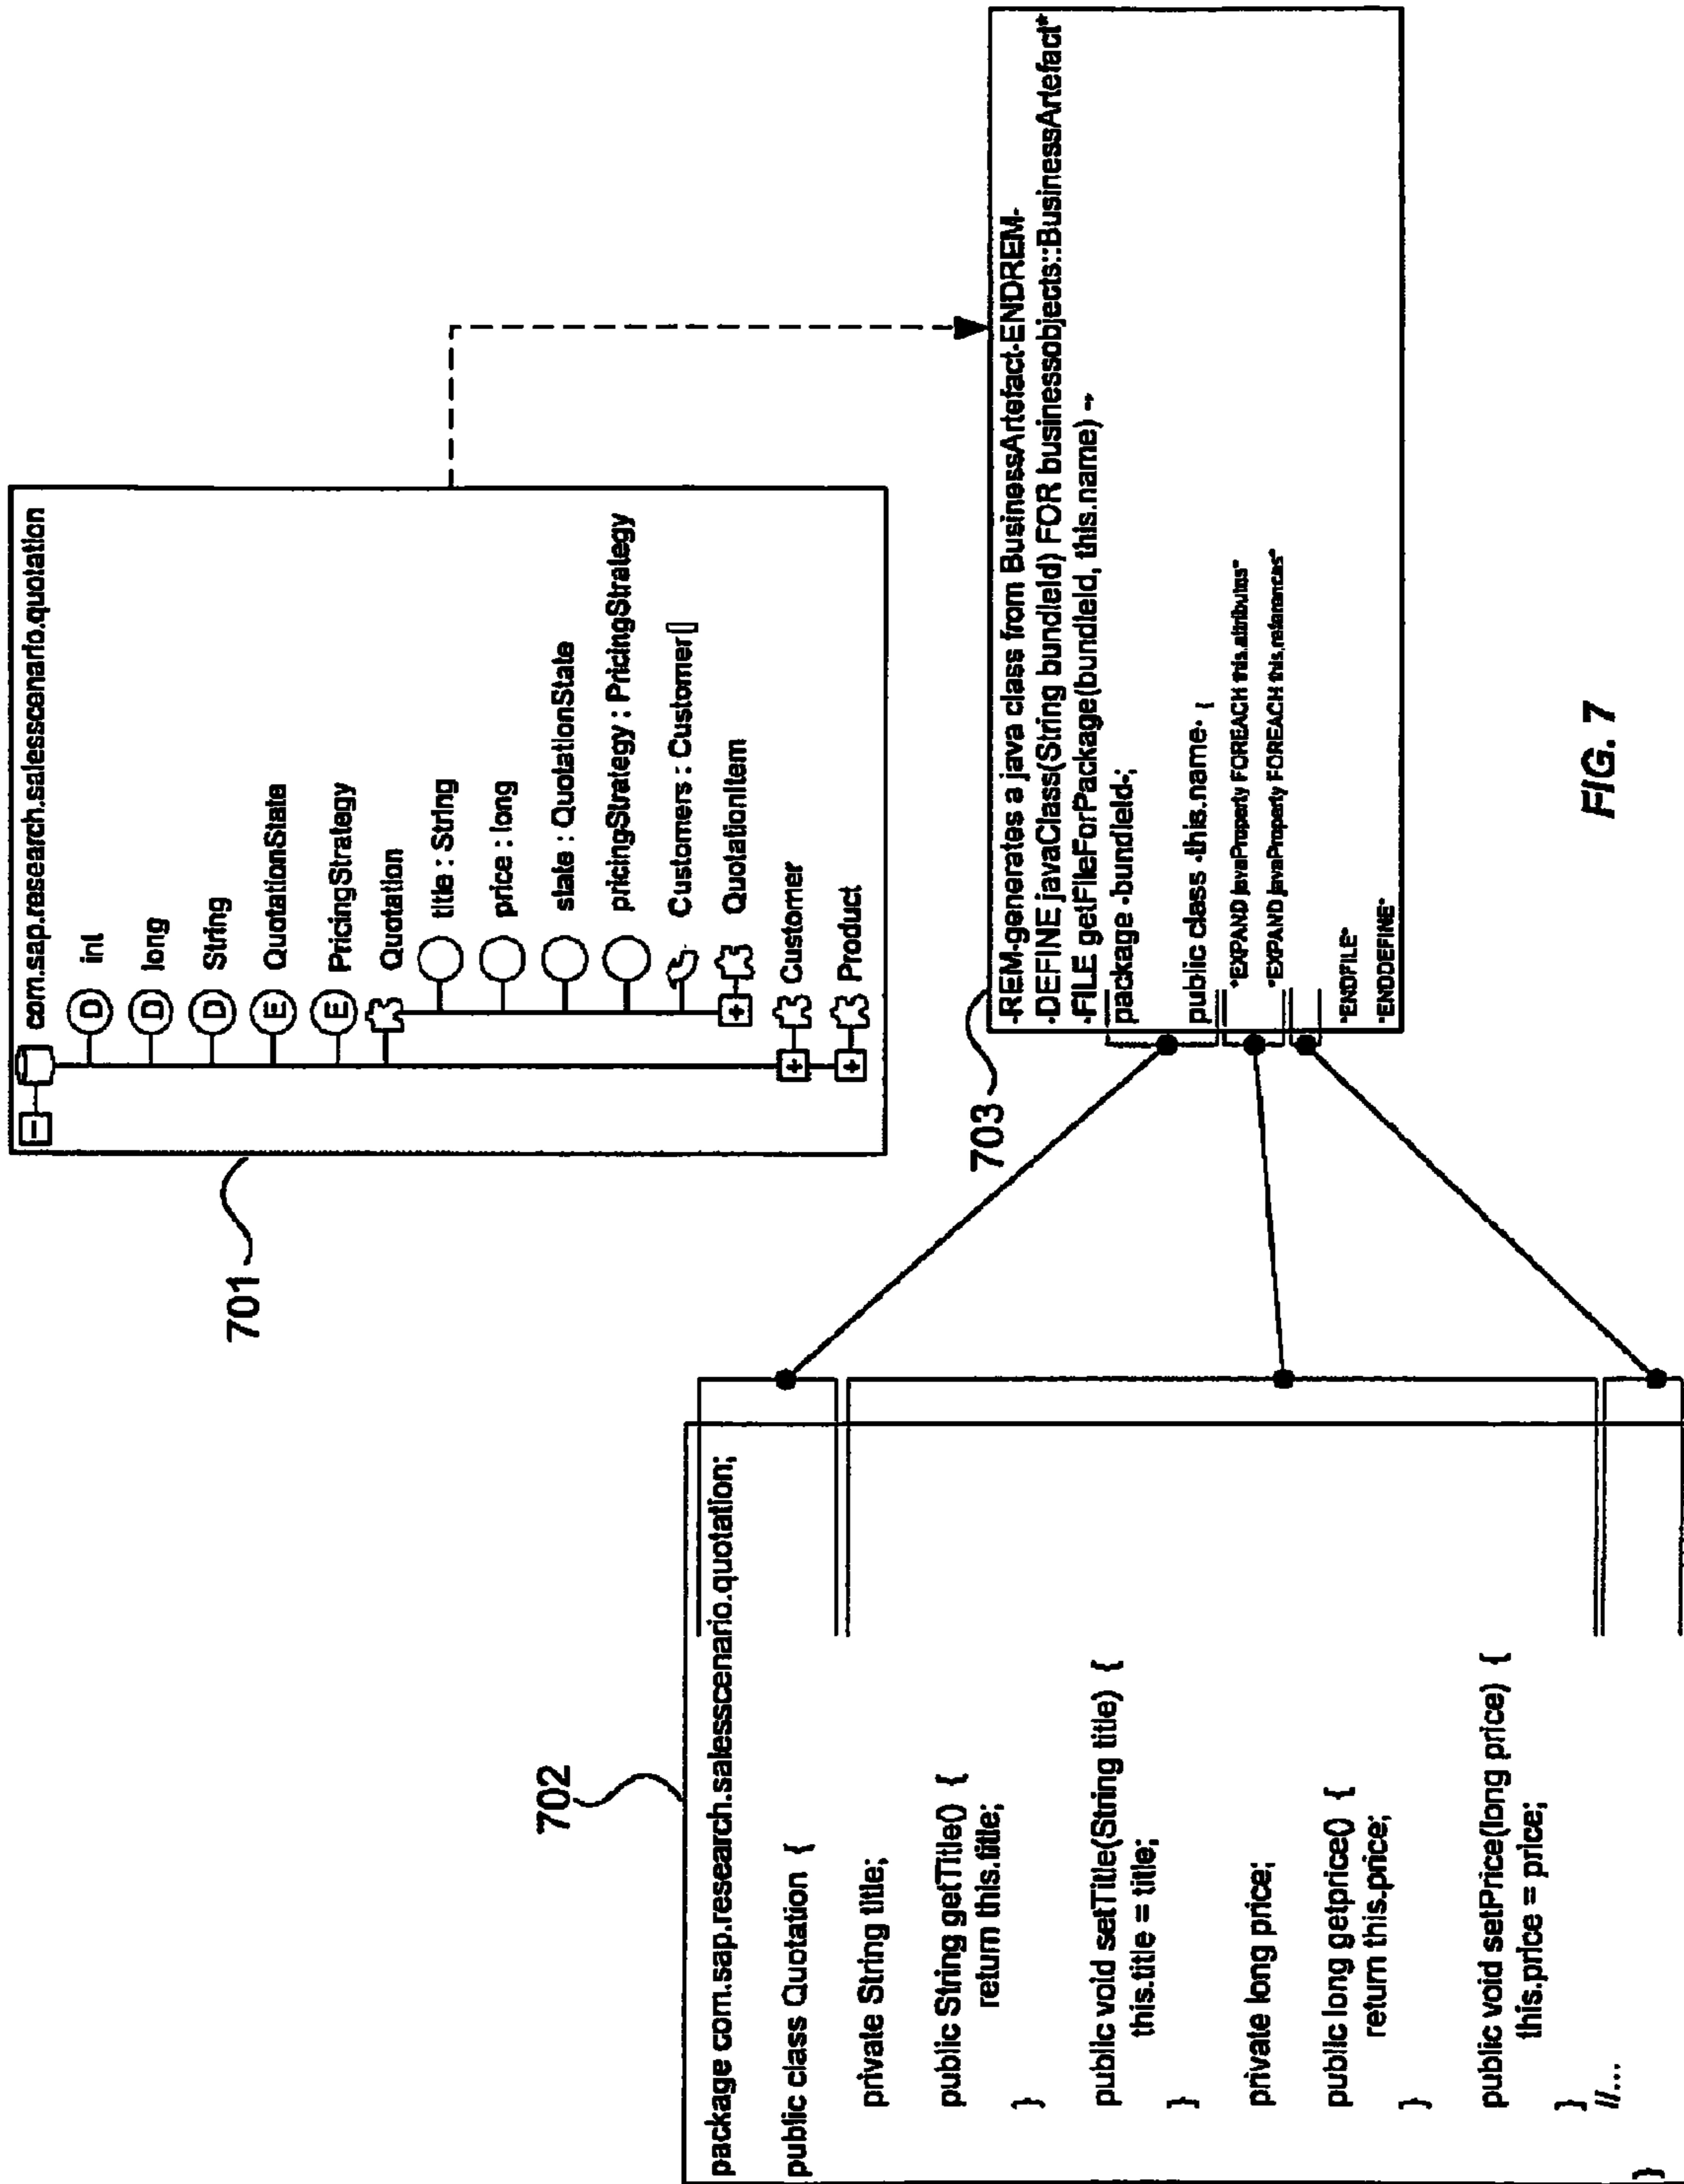 701
com.sap.research.salesscenario.quotation
D int
D long
D String
E QuotationState
E PricingStrategy
Quotation
title : String
price : long
state : QuotationState
pricingStrategy : PricingStrategy
Customers : Customer[]
QuotationItem
Customer
Product
702
package com.sap.research.salesscenario.quotation;
public class Quotation {
private String title;
public String getTitle() {
return this.title;
}
public void setTitle(String title) {
this.title = title;
}
private long price;
public long getprice() {
return this.price;
}
public void setPrice(long price) {
this.price = price;
}
//...
}
703
-REM-generates a java class from BusinessArtefact-ENDREM-
-DEFINE javaClass(String bundleId) FOR businessobjects::BusinessArtefact"
-FILE getFileForPackage(bundleId, this.name) --
package -bundleId-;
public class -this.name- {
"EXPAND javaProperty FOREACH this.attributes"
"EXPAND javaProperty FOREACH this.references"
"ENDFILE"
"ENDDEFINE"
FIG. 7